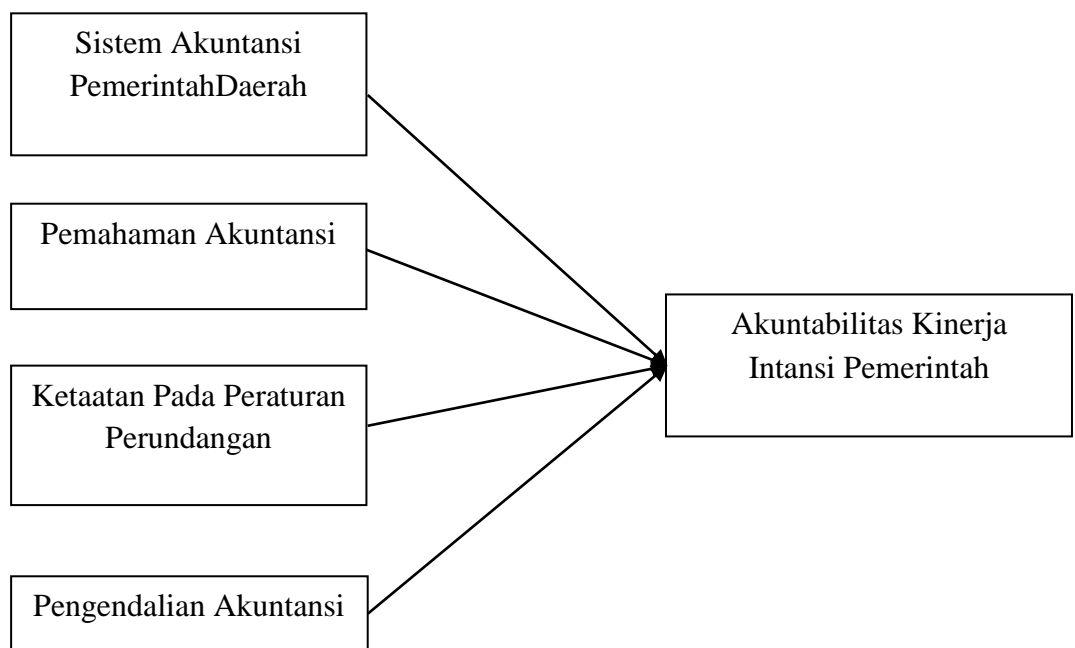 Sistem Akuntansi
PemerintahDaerah
Pemahaman Akuntansi
Ketaatan Pada Peraturan
Perundangan
Pengendalian Akuntansi
Akuntabilitas Kinerja
Intansi Pemerintah